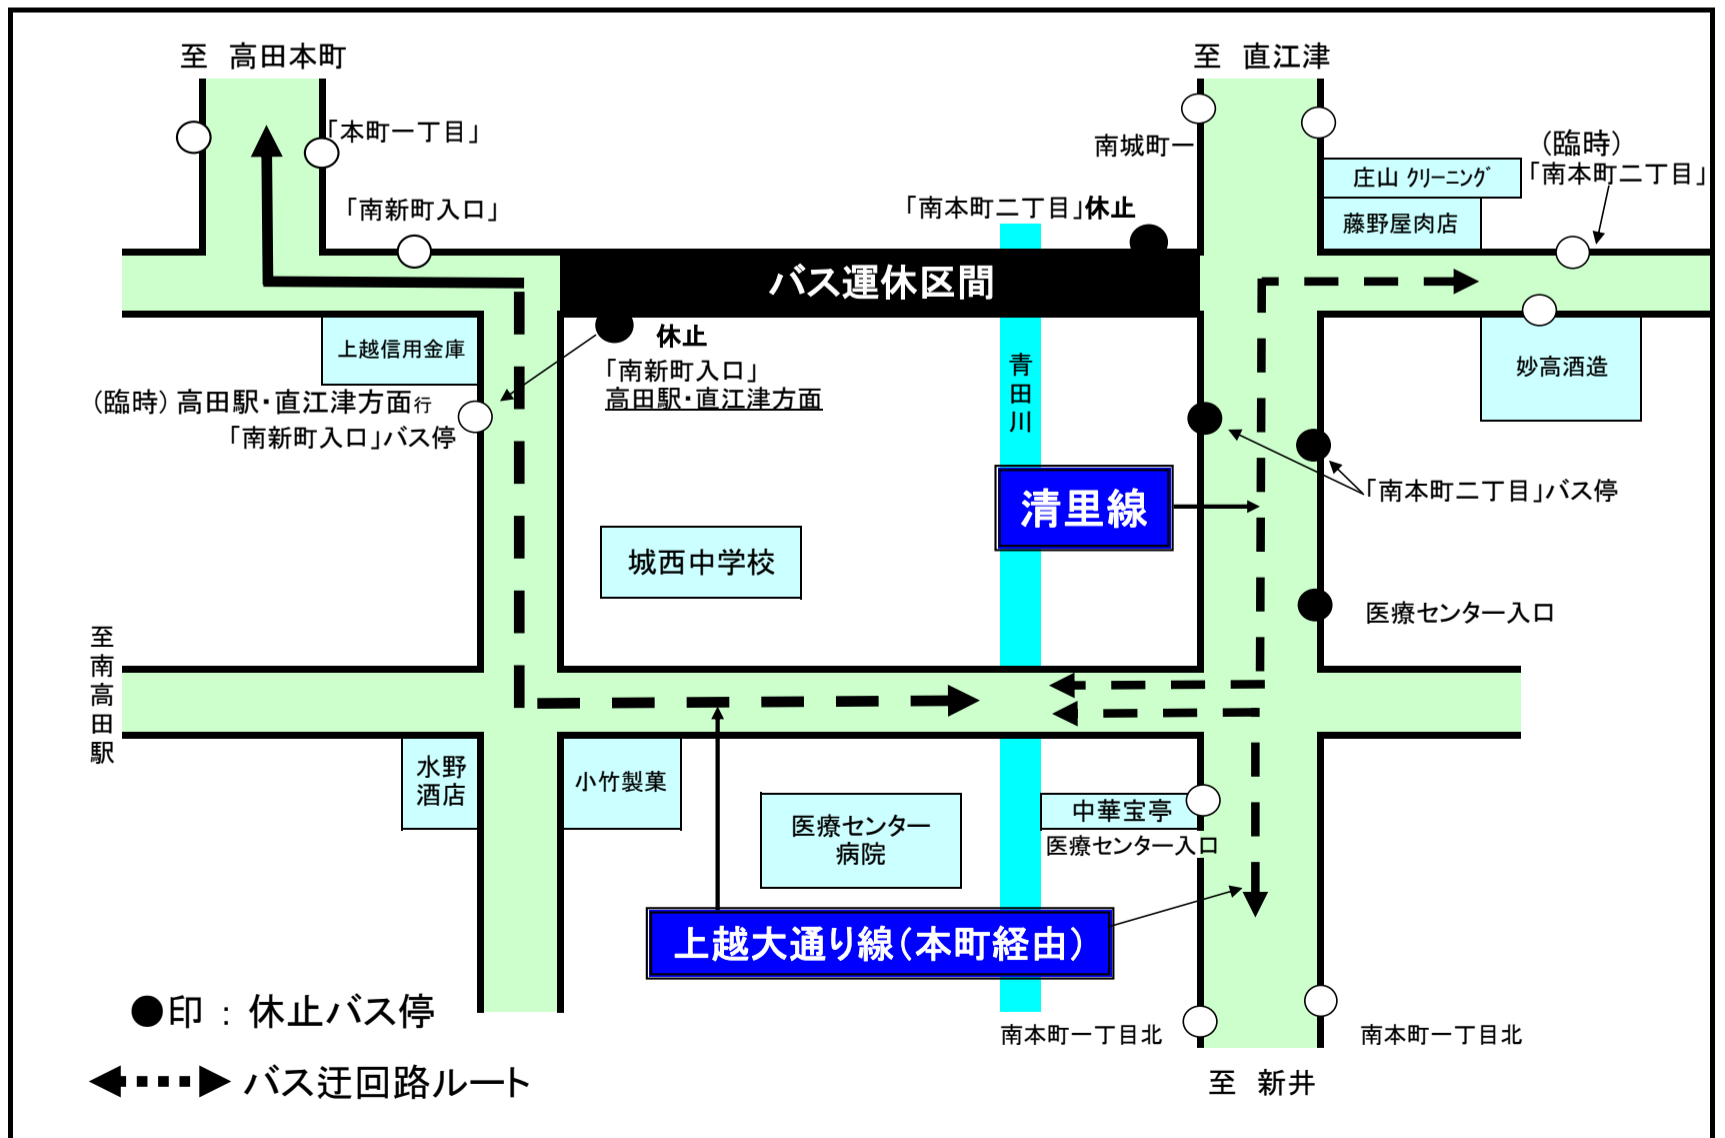 至 高田本町
至 直江津
「本町一丁目」
南城町一
(臨時)
「南本町二丁目」
庄山 クリーニング
藤野屋肉店
「南新町入口」
「南本町二丁目」休止
バス運休区間
上越信用金庫
休止
「南新町入口」
高田駅・直江津方面
(臨時)高田駅・直江津方面行
「南新町入口」バス停
青田川
妙高酒造
「南本町二丁目」バス停
清里線
城西中学校
医療センター入口
至南高田駅
水野
酒店
小竹製菓
医療センター
病院
中華宝亭
医療センター入口
上越大通り線(本町経由)
●印 : 休止バス停
南本町一丁目北
南本町一丁目北
バス迂回路ルート
至 新井